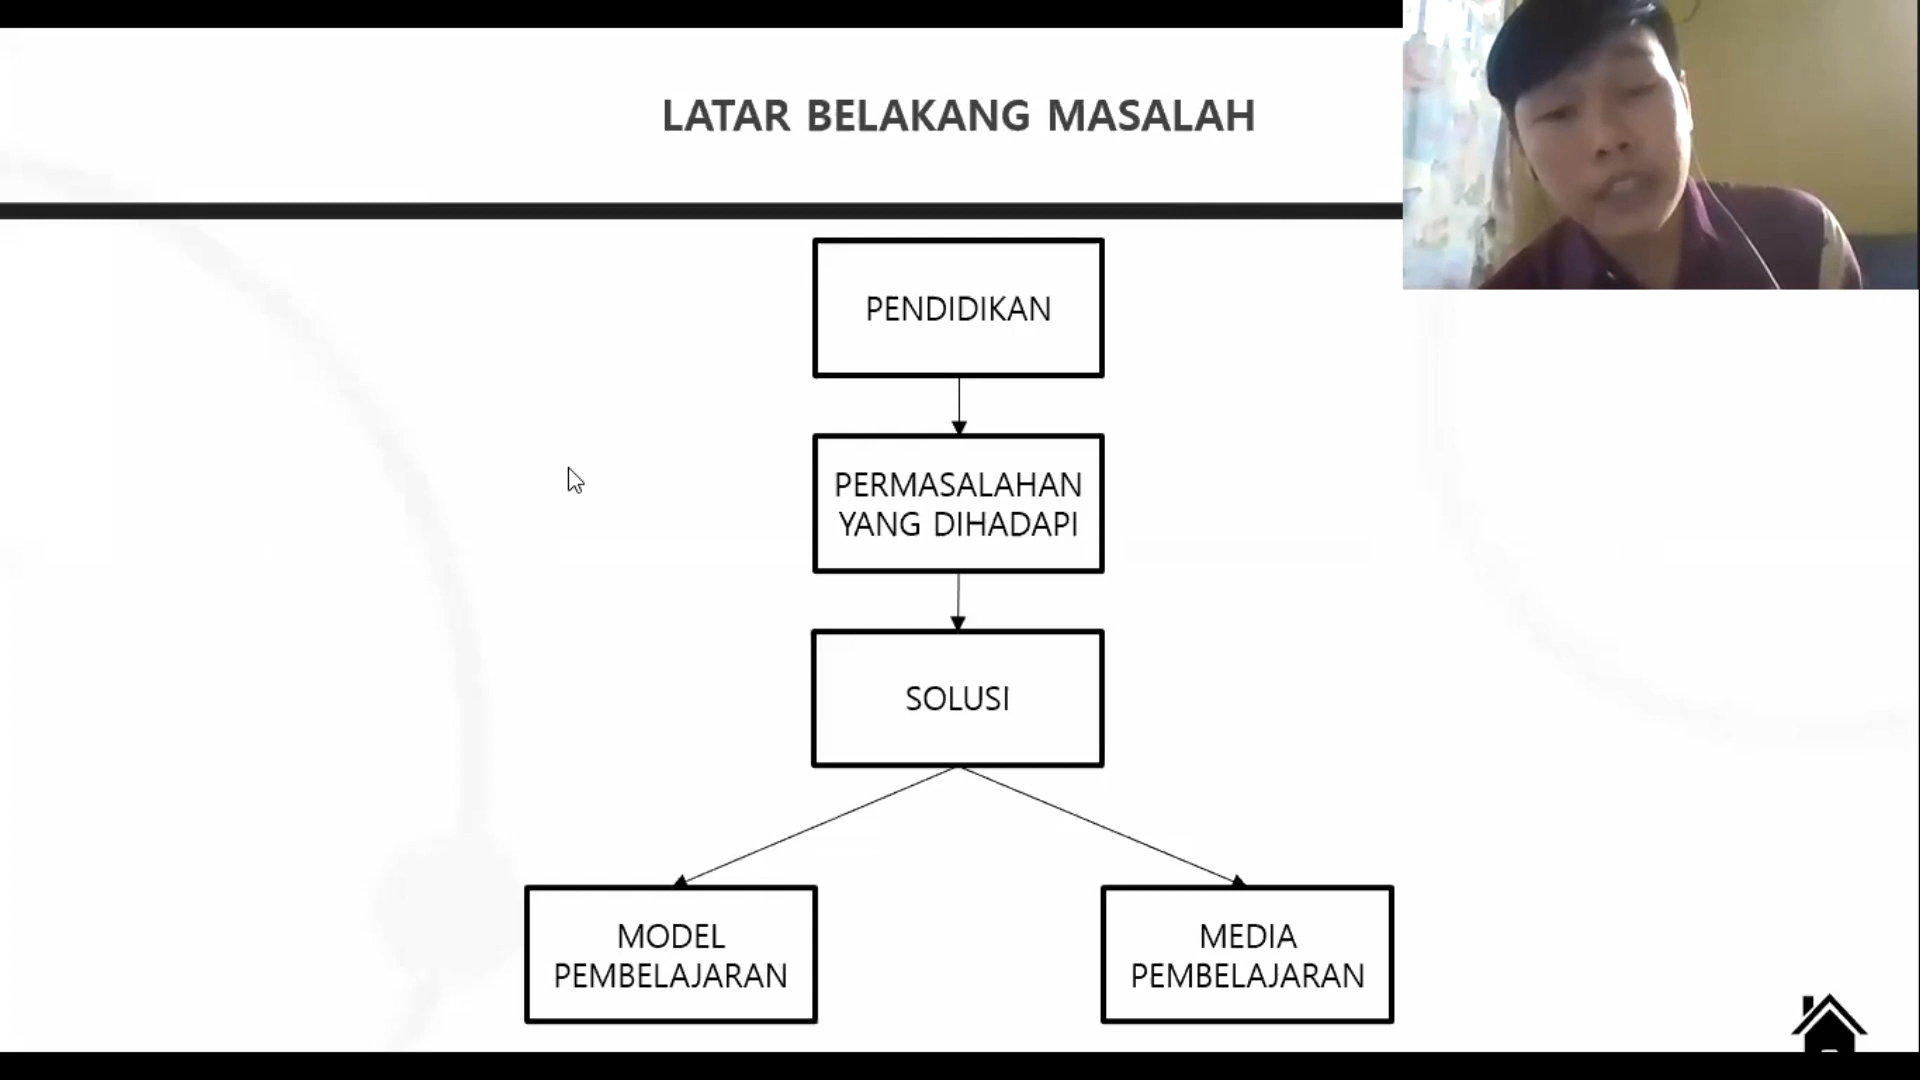 LATAR BELAKANG MASALAH
PENDIDIKAN
PERMASALAHAN
YANG DIHADAPI
SOLUSI
MODEL
PEMBELAJARAN
MEDIA
PEMBELAJARAN